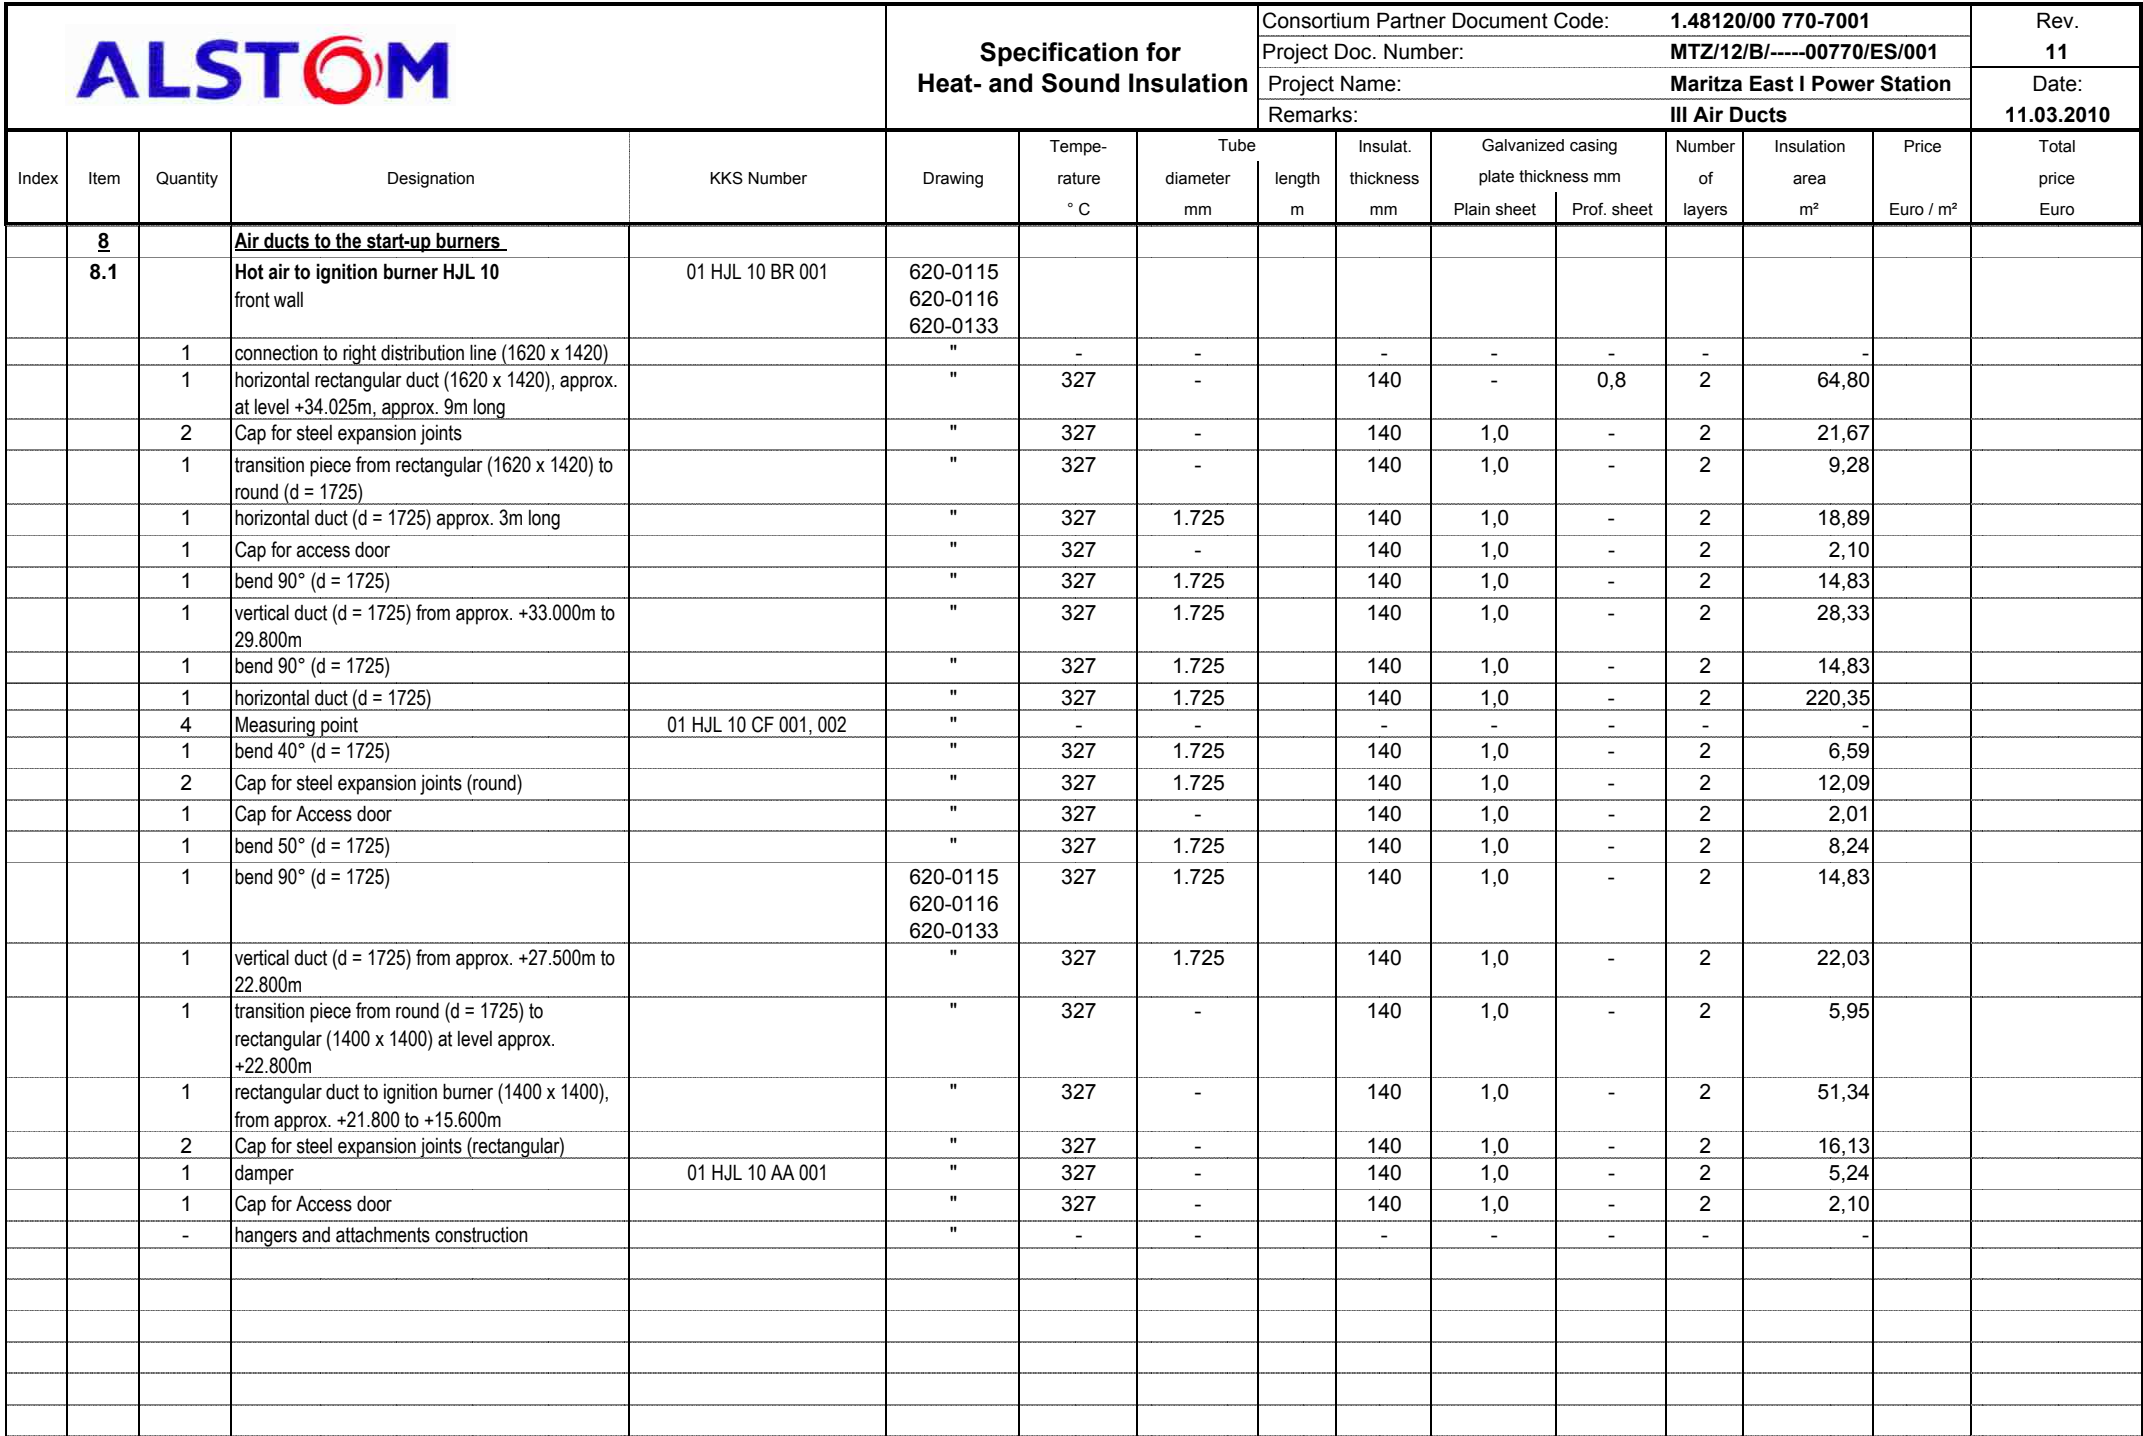 ALSTOM
Specification for
Heat- and Sound Insulation
Consortium Partner Document Code: 1.48120/00 770-7001
Project Doc. Number: MTZ/12/B/-----00770/ES/001
Project Name: Maritza East I Power Station
Remarks: III Air Ducts
Rev.
11
Date:
11.03.2010
Index Item Quantity Designation KKS Number Drawing Tempe- Tube Insulat. Galvanized casing Number Insulation Price Total
rature diameter length thickness plate thickness mm of area price
° C mm m mm Plain sheet Prof. sheet layers m² Euro / m² Euro
8 Air ducts to the start-up burners
8.1 Hot air to ignition burner HJL 10 01 HJL 10 BR 001 620-0115
front wall 620-0116
620-0133
1 connection to right distribution line (1620 x 1420) " - - - - - - -
1 horizontal rectangular duct (1620 x 1420), approx. " 327 - 140 - 0,8 2 64,80
at level +34.025m, approx. 9m long
2 Cap for steel expansion joints " 327 - 140 1,0 - 2 21,67
1 transition piece from rectangular (1620 x 1420) to " 327 - 140 1,0 - 2 9,28
round (d = 1725)
1 horizontal duct (d = 1725) approx. 3m long " 327 1.725 140 1,0 - 2 18,89
1 Cap for access door " 327 - 140 1,0 - 2 2,10
1 bend 90° (d = 1725) " 327 1.725 140 1,0 - 2 14,83
1 vertical duct (d = 1725) from approx. +33.000m to " 327 1.725 140 1,0 - 2 28,33
29.800m
1 bend 90° (d = 1725) " 327 1.725 140 1,0 - 2 14,83
1 horizontal duct (d = 1725) " 327 1.725 140 1,0 - 2 220,35
4 Measuring point 01 HJL 10 CF 001, 002 " - - - - - - -
1 bend 40° (d = 1725) " 327 1.725 140 1,0 - 2 6,59
2 Cap for steel expansion joints (round) " 327 1.725 140 1,0 - 2 12,09
1 Cap for Access door " 327 - 140 1,0 - 2 2,01
1 bend 50° (d = 1725) " 327 1.725 140 1,0 - 2 8,24
1 bend 90° (d = 1725) 620-0115 327 1.725 140 1,0 - 2 14,83
620-0116
620-0133
1 vertical duct (d = 1725) from approx. +27.500m to " 327 1.725 140 1,0 - 2 22,03
22.800m
1 transition piece from round (d = 1725) to " 327 - 140 1,0 - 2 5,95
rectangular (1400 x 1400) at level approx.
+22.800m
1 rectangular duct to ignition burner (1400 x 1400), " 327 - 140 1,0 - 2 51,34
from approx. +21.800 to +15.600m
2 Cap for steel expansion joints (rectangular) " 327 - 140 1,0 - 2 16,13
1 damper 01 HJL 10 AA 001 " 327 - 140 1,0 - 2 5,24
1 Cap for Access door " 327 - 140 1,0 - 2 2,10
- hangers and attachments construction " - - - - - - -